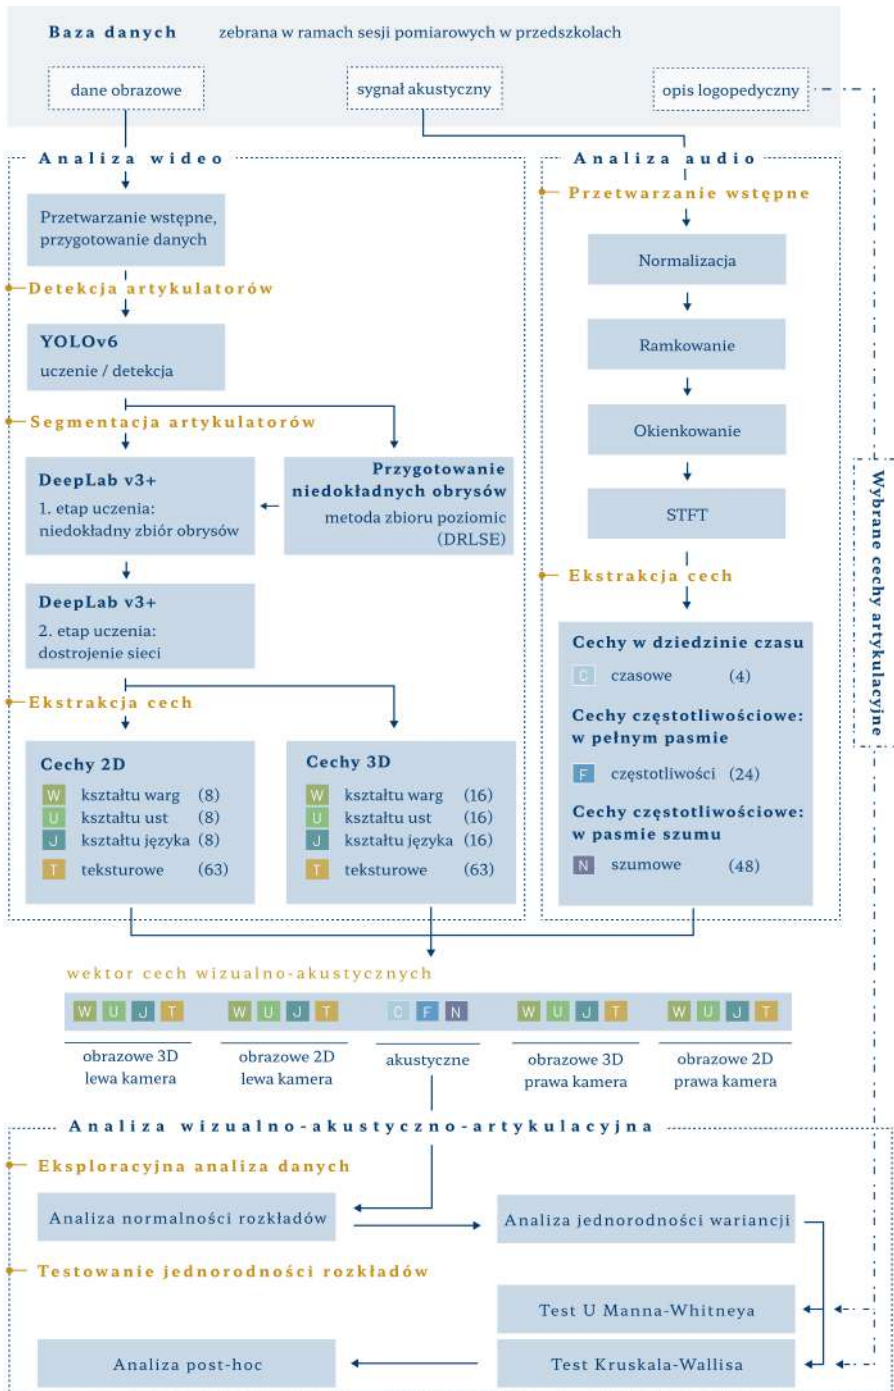 Baza danych zebrana w ramach sesji pomiarowych w przedszkolach
dane obrazowe
sygnał akustyczny
opis logopedyczny
Analiza wideo
Przetwarzanie wstępne,
przygotowanie danych
Detekcja artykulatorów
YOLOv6
uczenie / detekcja
Segmentacja artykulatorów
DeepLab v3+
1. etap uczenia:
niedokładny zbiór obrysów
Przygotowanie
niedokładnych obrysów
metoda zbioru poziomic
(DRLSE)
DeepLab v3+
2. etap uczenia:
dostrojenie sieci
Ekstrakcja cech
Cechy 2D
W kształtu warg (8)
U kształtu ust (8)
J kształtu języka (8)
T teksturowe (63)
Cechy 3D
W kształtu warg (16)
U kształtu ust (16)
J kształtu języka (16)
T teksturowe (63)
Analiza audio
Przetwarzanie wstępne
Normalizacja
Ramkowanie
Okienkowanie
STFT
Ekstrakcja cech
Cechy w dziedzinie czasu
C czasowe (4)
Cechy częstotliwościowe:
w pełnym pasmie
F częstotliwości (24)
Cechy częstotliwościowe:
w pasmie szumu
N szumowe (48)
Wybrane cechy artykulacyjne
wektor cech wizualno-akustycznych
W U J T W U J T C F N W U J T W U J T
obrazowe 3D
lewa kamera
obrazowe 2D
lewa kamera
akustyczne
obrazowe 3D
prawa kamera
obrazowe 2D
prawa kamera
Analiza wizualno-akustyczno-artykulacyjna
Eksploracyjna analiza danych
Analiza normalności rozkładów
Analiza jednorodności wariancji
Testowanie jednorodności rozkładów
Test U Manna-Whitneya
Analiza post-hoc
Test Kruskala-Wallisa